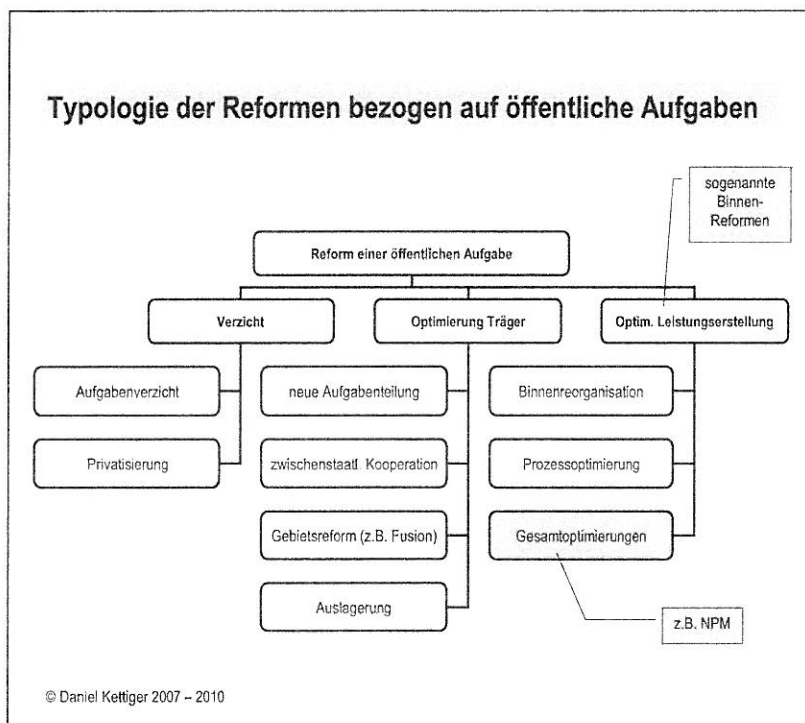 Typologie der Reformen bezogen auf öffentliche Aufgaben
sogenannte
Binnen-
Reformen
Reform einer öffentlichen Aufgabe
Verzicht
Optimierung Träger
Optim. Leistungserstellung
Aufgabenverzicht
neue Aufgabenteilung
Binnenreorganisation
Privatisierung
zwischenstaatl. Kooperation
Prozessoptimierung
Gebietsreform (z.B. Fusion)
Gesamtoptimierungen
Auslagerung
z.B. NPM
© Daniel Kettiger 2007 – 2010